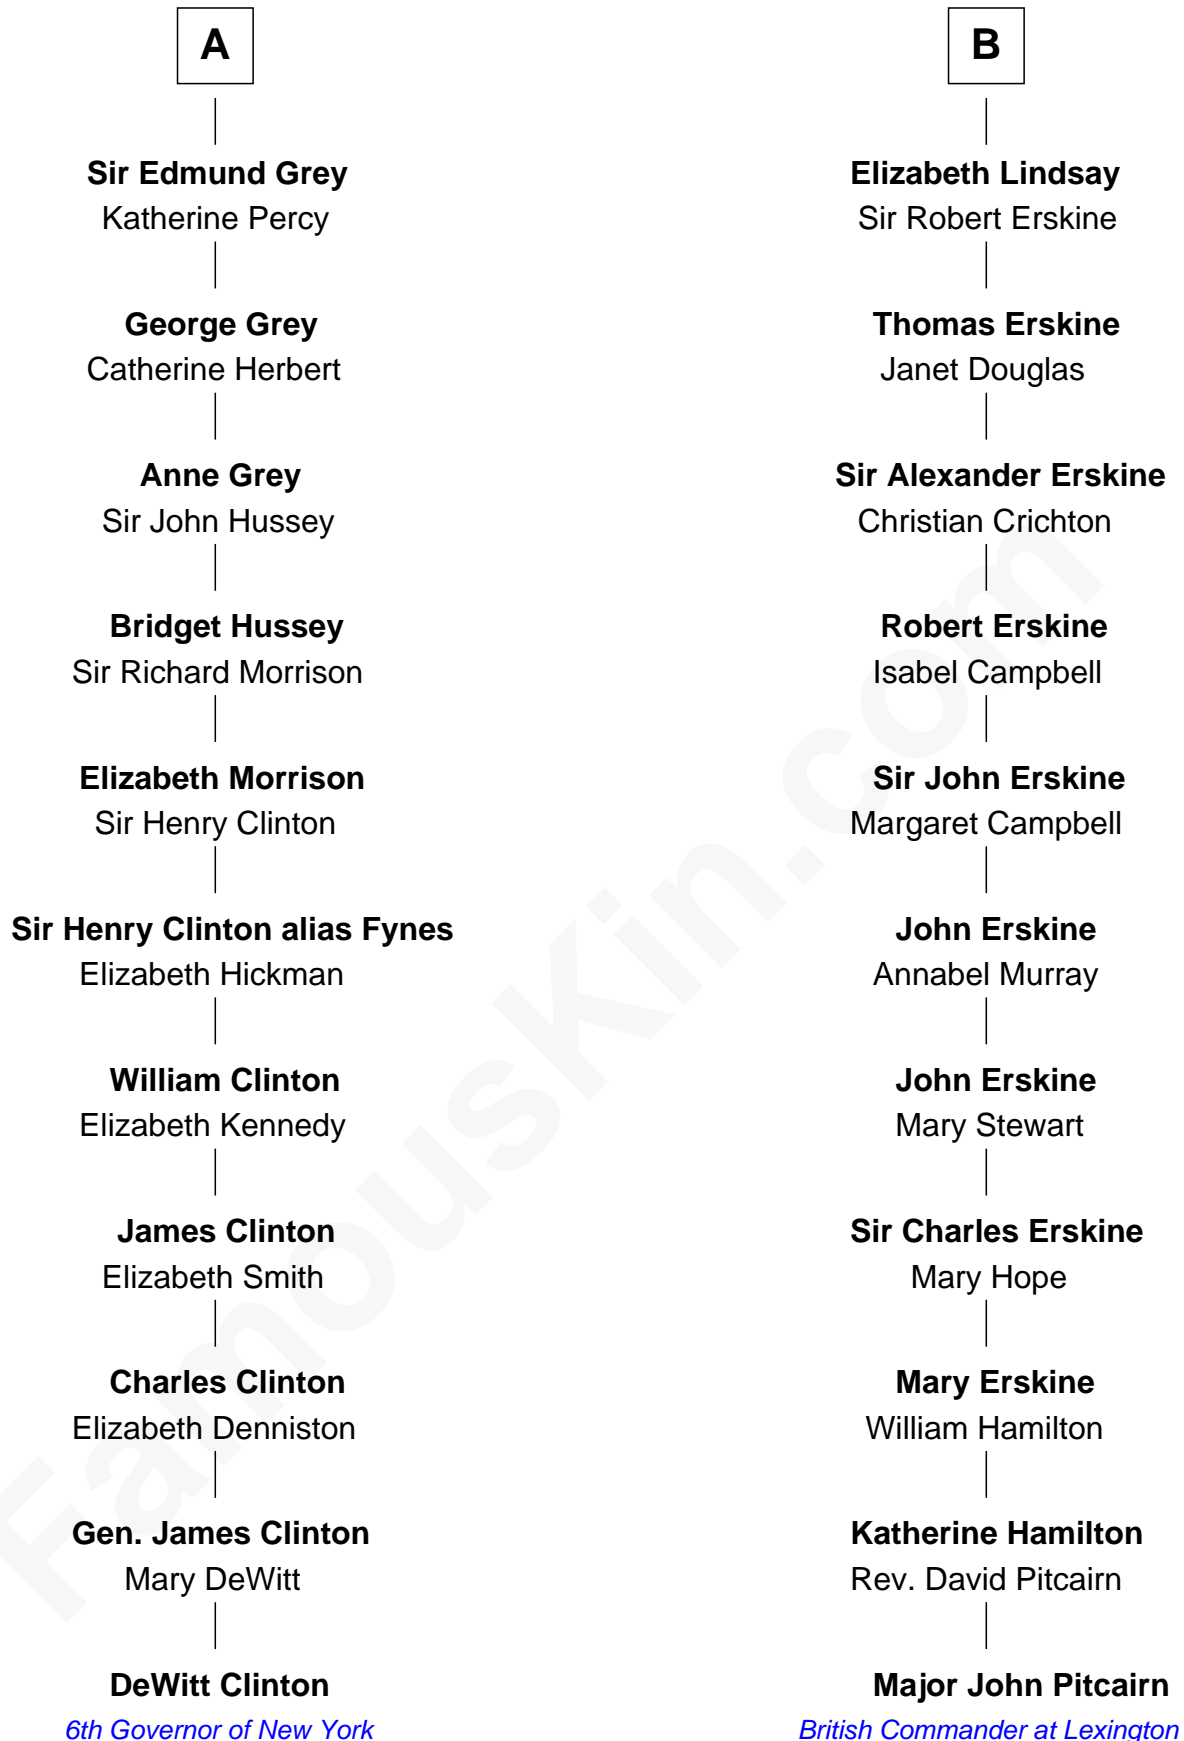 A
Sir Edmund Grey
Katherine Percy
George Grey
Catherine Herbert
Anne Grey
Sir John Hussey
Bridget Hussey
Sir Richard Morrison
Elizabeth Morrison
Sir Henry Clinton
Sir Henry Clinton alias Fynes
Elizabeth Hickman
William Clinton
Elizabeth Kennedy
James Clinton
Elizabeth Smith
Charles Clinton
Elizabeth Denniston
Gen. James Clinton
Mary DeWitt
DeWitt Clinton
6th Governor of New York
B
Elizabeth Lindsay
Sir Robert Erskine
Thomas Erskine
Janet Douglas
Sir Alexander Erskine
Christian Crichton
Robert Erskine
Isabel Campbell
Sir John Erskine
Margaret Campbell
John Erskine
Annabel Murray
John Erskine
Mary Stewart
Sir Charles Erskine
Mary Hope
Mary Erskine
William Hamilton
Katherine Hamilton
Rev. David Pitcairn
Major John Pitcairn
British Commander at Lexington
FamousKin.com